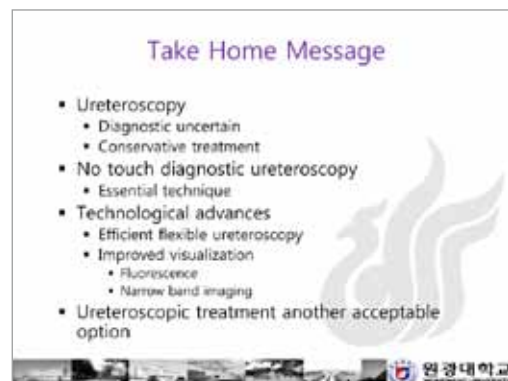 Take Home Message
Ureteroscopy
Diagnostic uncertain
Conservative treatment
No touch diagnostic ureteroscopy
Essential technique
Technological advances
Efficient flexible ureteroscopy
Improved visualization
Fluorescence
Narrow band imaging
Ureteroscopic treatment another acceptable
option
원광대학교